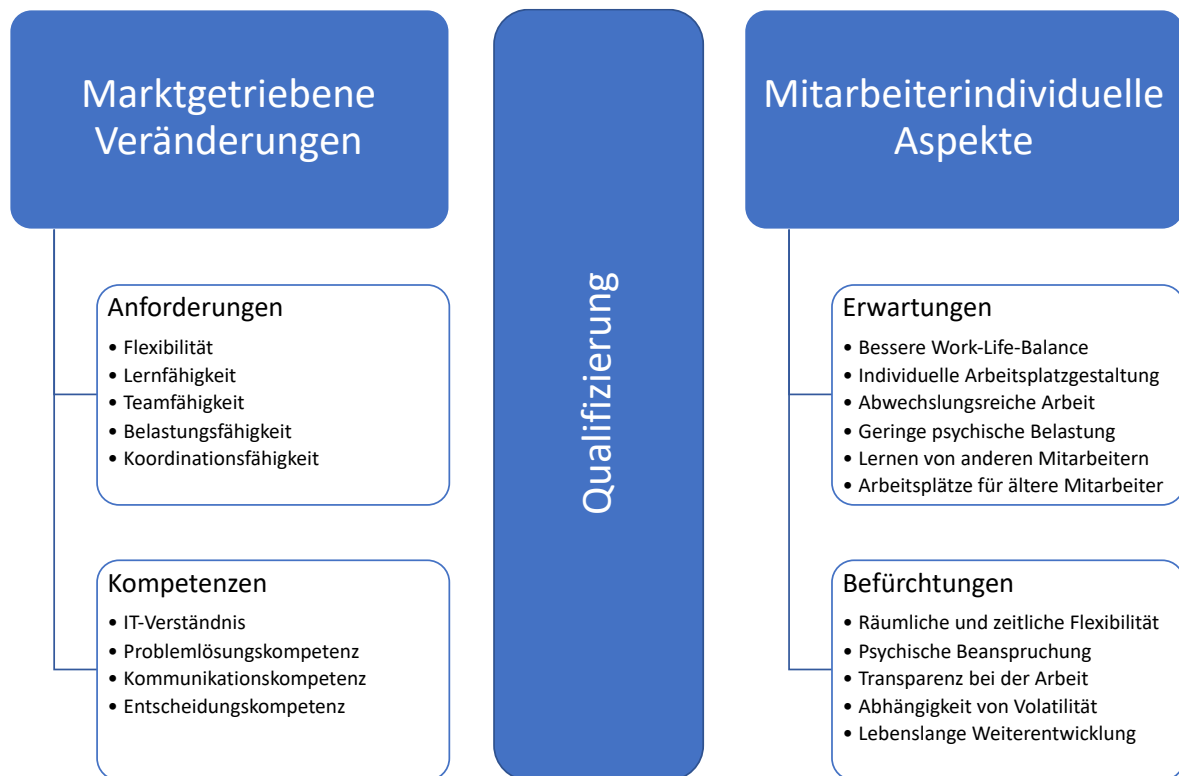 Marktgetriebene
Veränderungen
Anforderungen
• Flexibilität
• Lernfähigkeit
• Teamfähigkeit
• Belastungsfähigkeit
• Koordinationsfähigkeit
Kompetenzen
• IT-Verständnis
• Problemlösungskompetenz
• Kommunikationskompetenz
• Entscheidungskompetenz
Qualifizierung
Mitarbeiterindividuelle
Aspekte
Erwartungen
• Bessere Work-Life-Balance
• Individuelle Arbeitsplatzgestaltung
• Abwechslungsreiche Arbeit
• Geringe psychische Belastung
• Lernen von anderen Mitarbeitern
• Arbeitsplätze für ältere Mitarbeiter
Befürchtungen
• Räumliche und zeitliche Flexibilität
• Psychische Beanspruchung
• Transparenz bei der Arbeit
• Abhängigkeit von Volatilität
• Lebenslange Weiterentwicklung